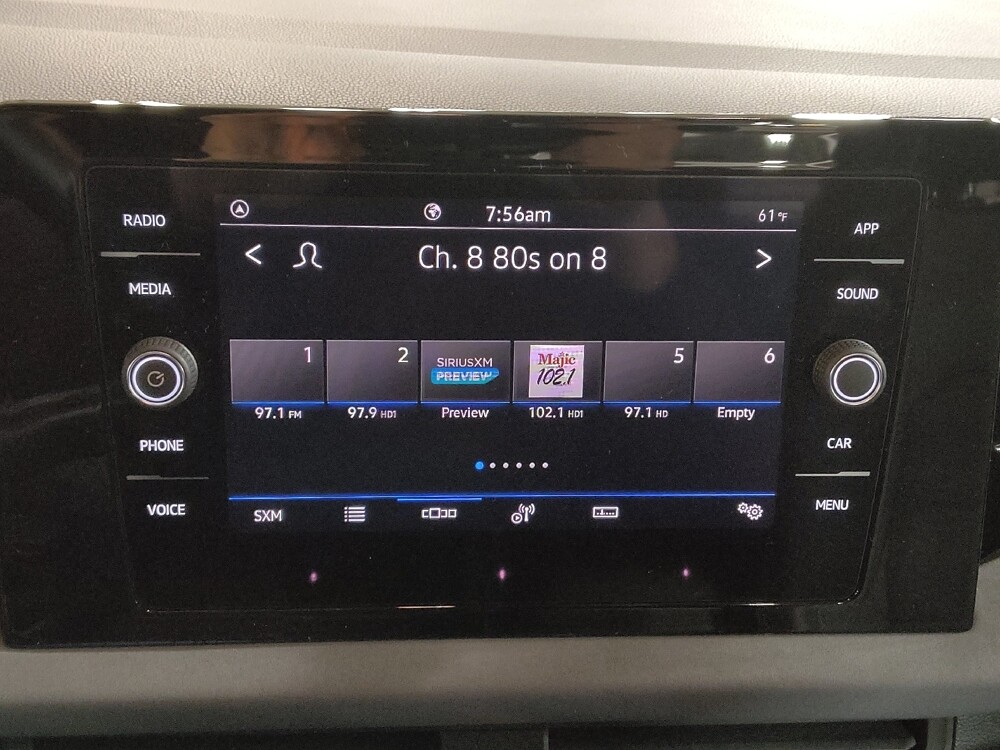 RADIO
MEDIA
PHONE
VOICE
7:56am
61°F
Ch. 8 80s on 8
1
2
SIRIUSXM
PREVIEW
Majic
102.1
5
6
97.1 FM
97.9 HD1
Preview
102.1 HD1
97.1 HD
Empty
SXM
APP
SOUND
CAR
MENU